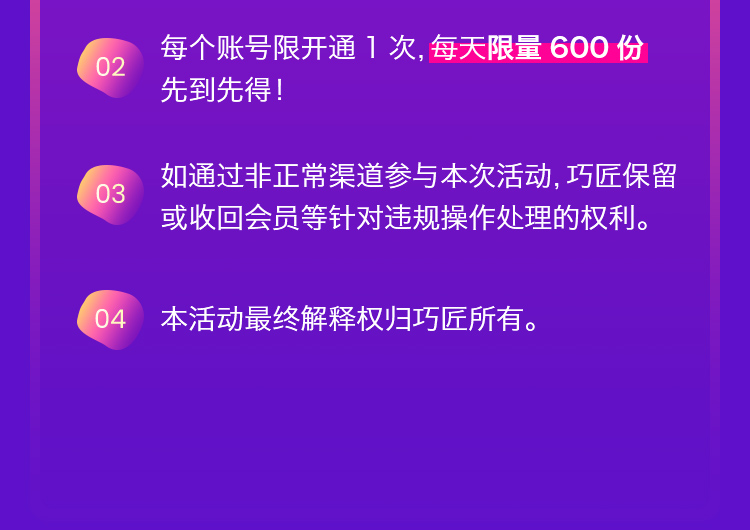 02
每个账号限开通 1 次, 每天限量 600 份
先到先得!
03
如通过非正常渠道参与本次活动, 巧匠保留
或收回会员等针对违规操作处理的权利。
04
本活动最终解释权归巧匠所有。